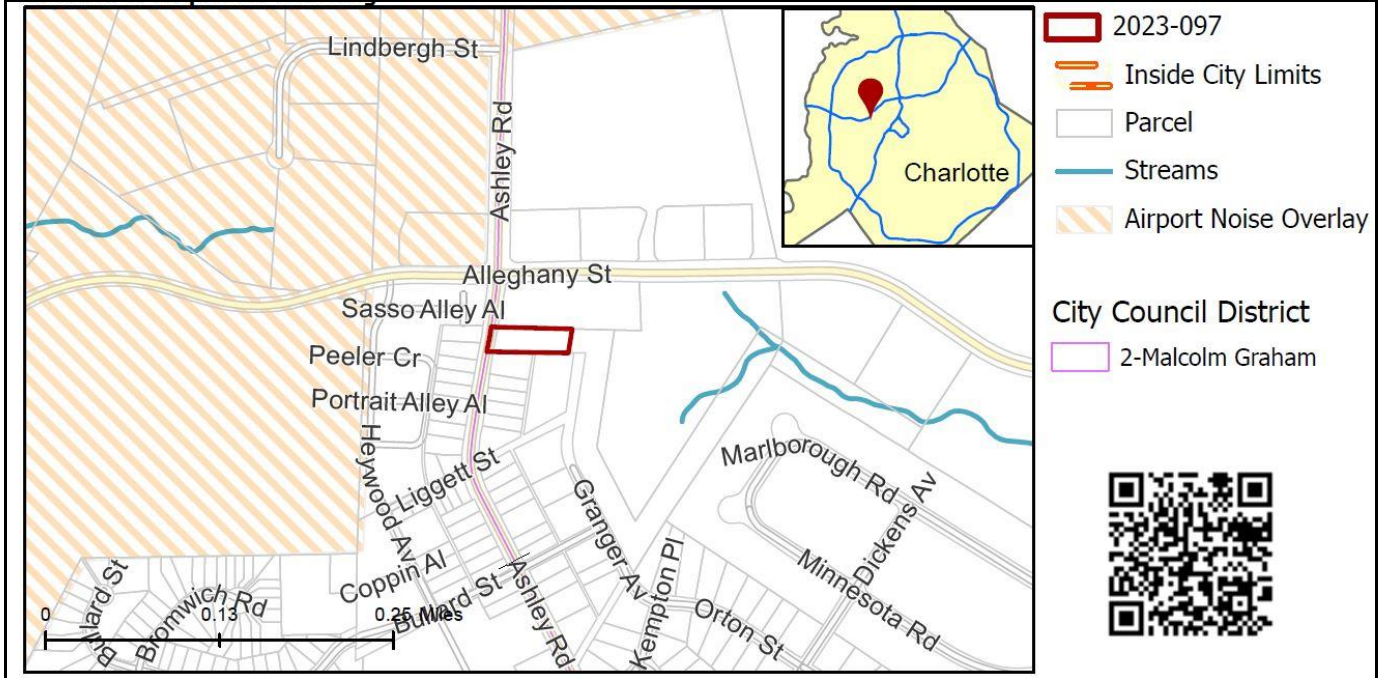 Lindbergh St
Ashley Rd
Alleghany St
Sasso Alley Al
Peeler Cr
Portrait Alley Al
Heywood Av
Liggett St
Granger Av
Marlborough Rd
Dickens Av
Minnesota Rd
Kempton Pl
Orton St
Coppin Al
Bullard St
Ashley Rd
Bullard St
Bromwich Rd
0
0.13
0.25 Miles
Charlotte
2023-097
Inside City Limits
Parcel
Streams
Airport Noise Overlay
City Council District
2-Malcolm Graham